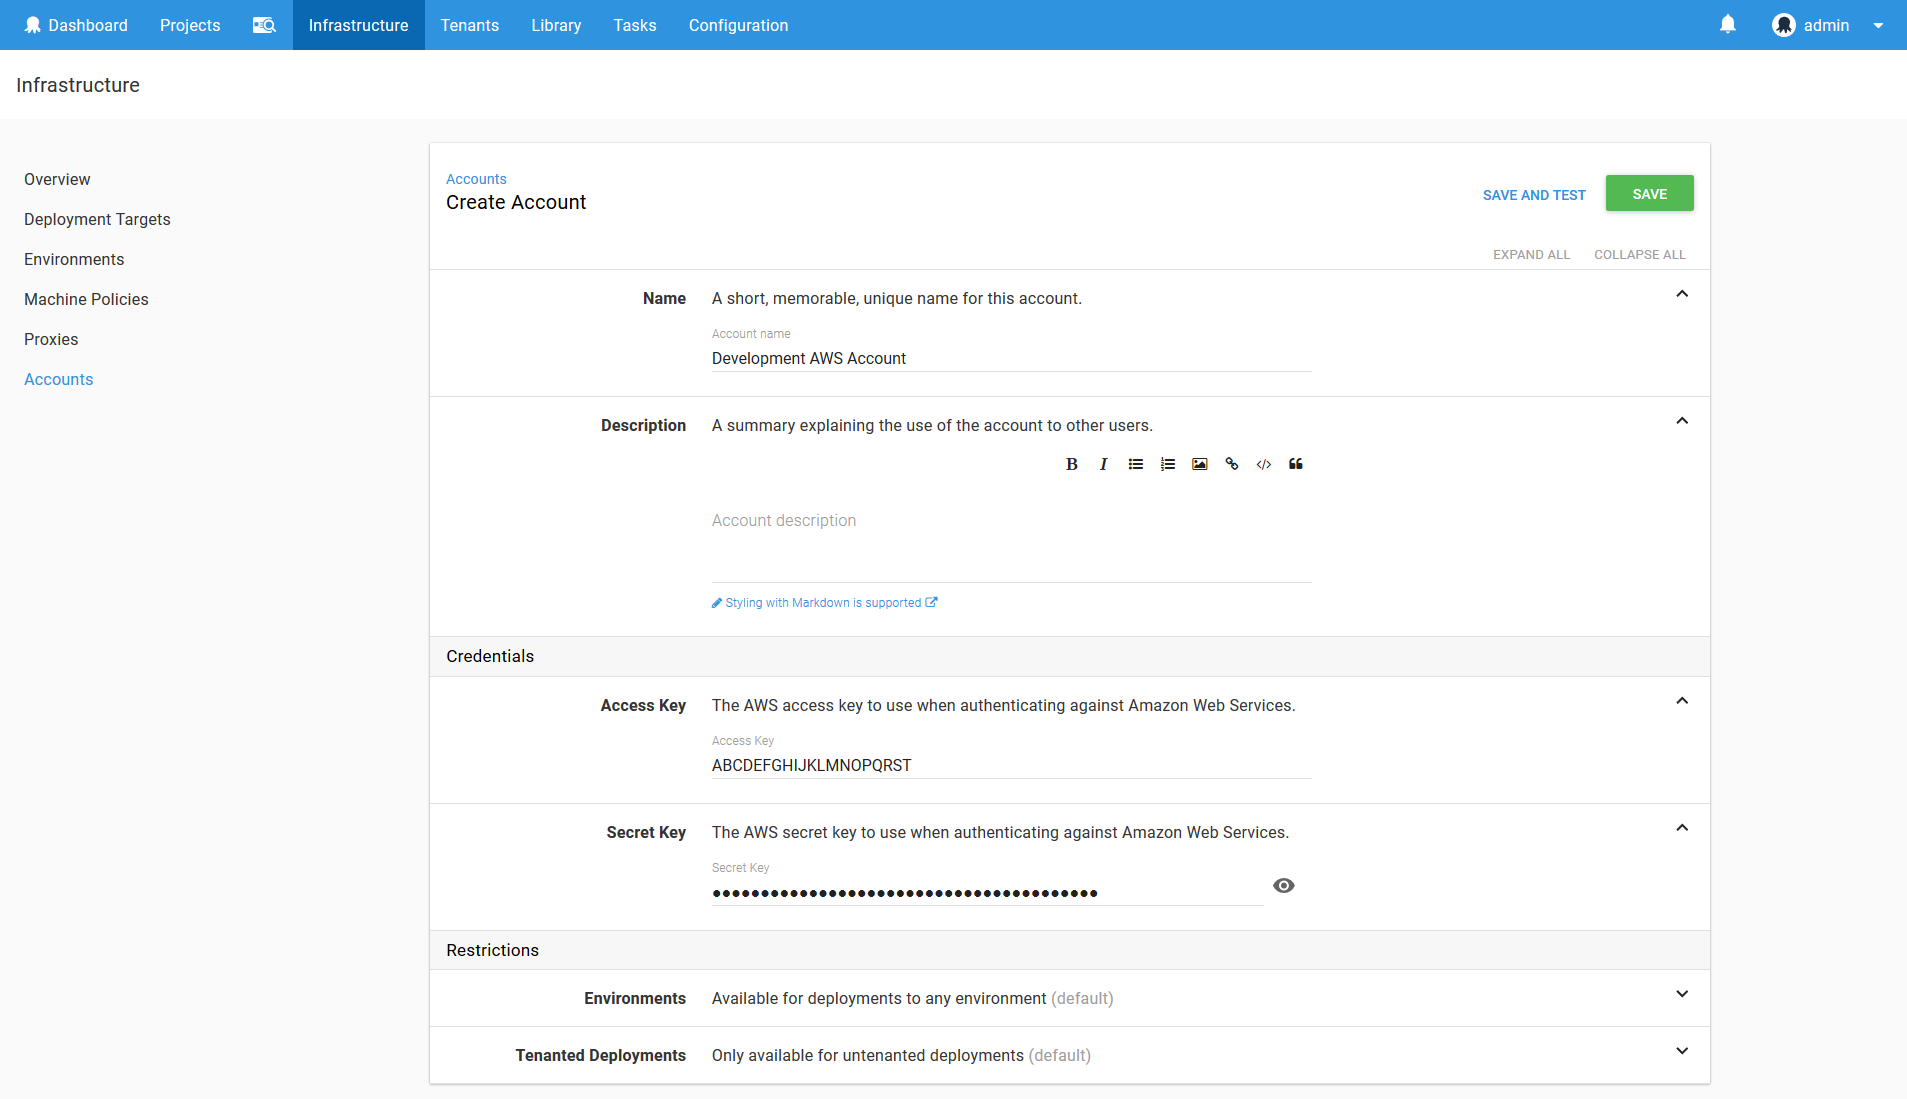 Dashboard Projects Infrastructure Tenants Library Tasks Configuration admin
Infrastructure
Overview
Deployment Targets
Environments
Machine Policies
Proxies
Accounts
Accounts
Create Account
SAVE AND TEST SAVE
EXPAND ALL COLLAPSE ALL
Name A short, memorable, unique name for this account.
Account name
Development AWS Account
Description A summary explaining the use of the account to other users.
Account description
Styling with Markdown is supported
Credentials
Access Key The AWS access key to use when authenticating against Amazon Web Services.
Access Key
ABCDEFGHIJKLMNOPQRST
Secret Key The AWS secret key to use when authenticating against Amazon Web Services.
Secret Key
••••••••••••••••••••••••••••••••••••••••
Restrictions
Environments Available for deployments to any environment (default)
Tenanted Deployments Only available for untenanted deployments (default)